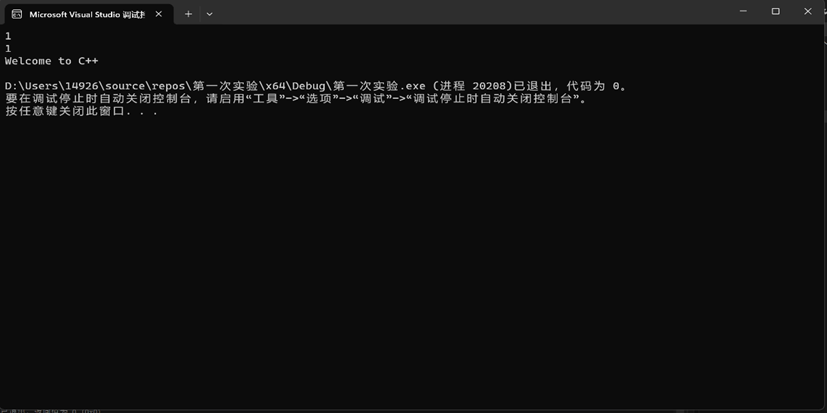 Microsoft Visual Studio 调试
1
1
Welcome to C++
D:\Users\14926\source\repos\第一次实验\x64\Debug\第一次实验.exe (进程 20208)已退出，代码为 0。
要在调试停止时自动关闭控制台，请启用“工具”->“选项”->“调试”->“调试停止时自动关闭控制台”。
按任意键关闭此窗口. . .